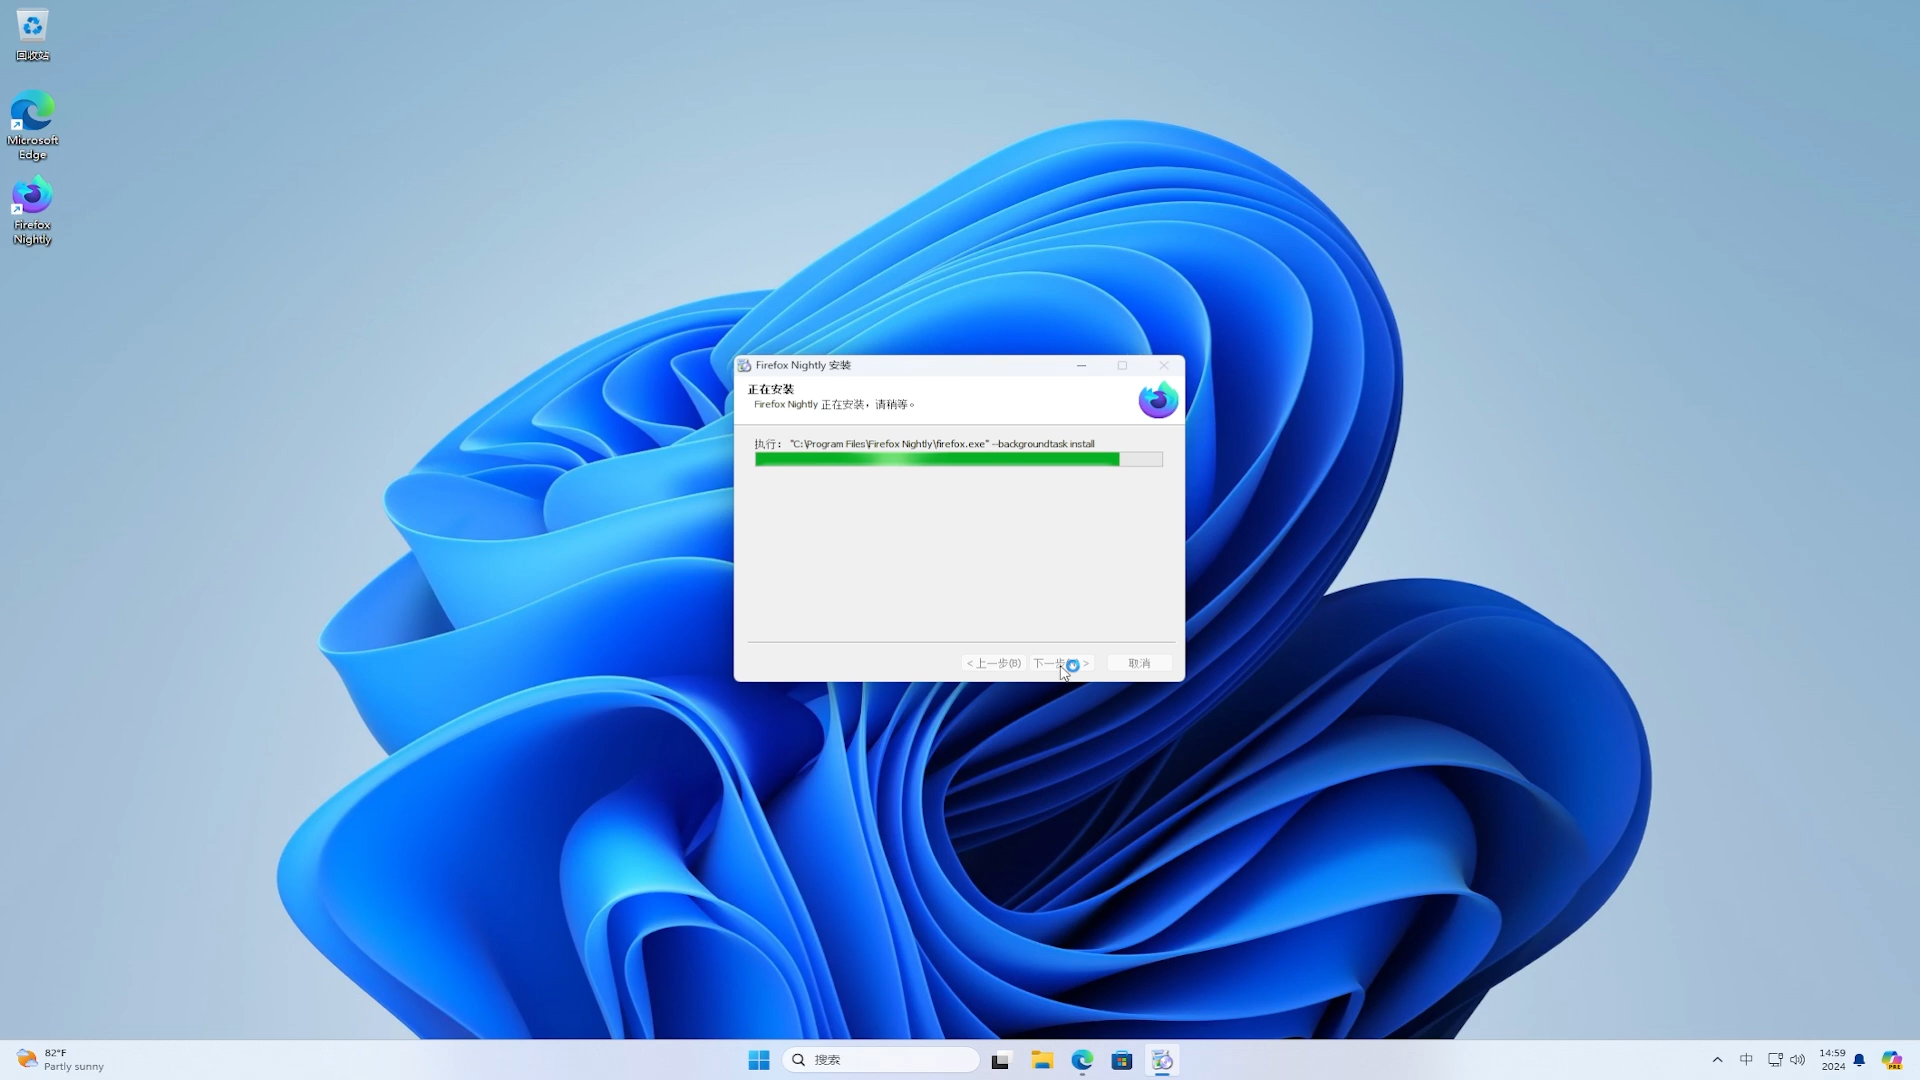 回收站
Microsoft
Edge
Firefox
Nightly
Firefox Nightly 安装
正在安装
Firefox Nightly 正在安装，请稍等。
执行： "C:\Program Files\Firefox Nightly\firefox.exe" --backgroundtask install
< 上一步(B)
下一步 >
取消
82°F
Partly sunny
搜索
中
14:59
2024
PRE